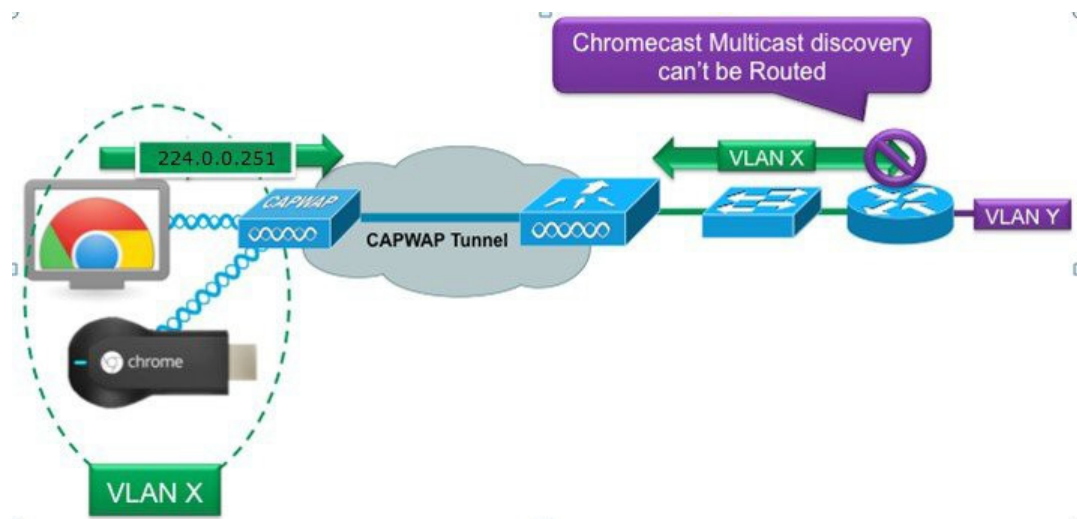 Chromecast Multicast discovery
can't be Routed
224.0.0.251
VLAN X
CAPWAP
CAPWAP Tunnel
VLAN Y
chrome
VLAN X